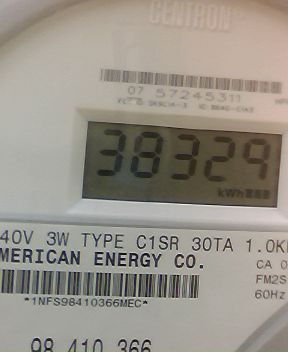 CENTRON
07 57245311
38329
kWh
40V 3W TYPE C1SR 30TA 1.0K
MERICAN ENERGY CO.
CA 0
FM2S
60Hz
*1NFS98410366MEC*
98 410 366